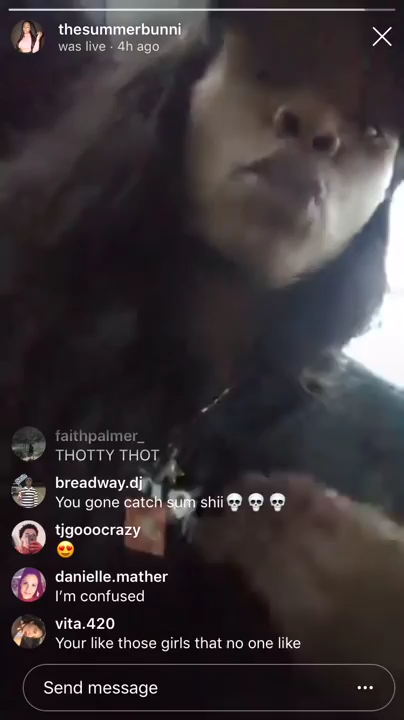 thesummerbunni
was live · 4h ago
faithpalmer_
THOTTY THOT
breadway.dj
You gone catch sum shii💀💀💀
tjgooocrazy
😍
danielle.mather
I'm confused
vita.420
Your like those girls that no one like
Send message